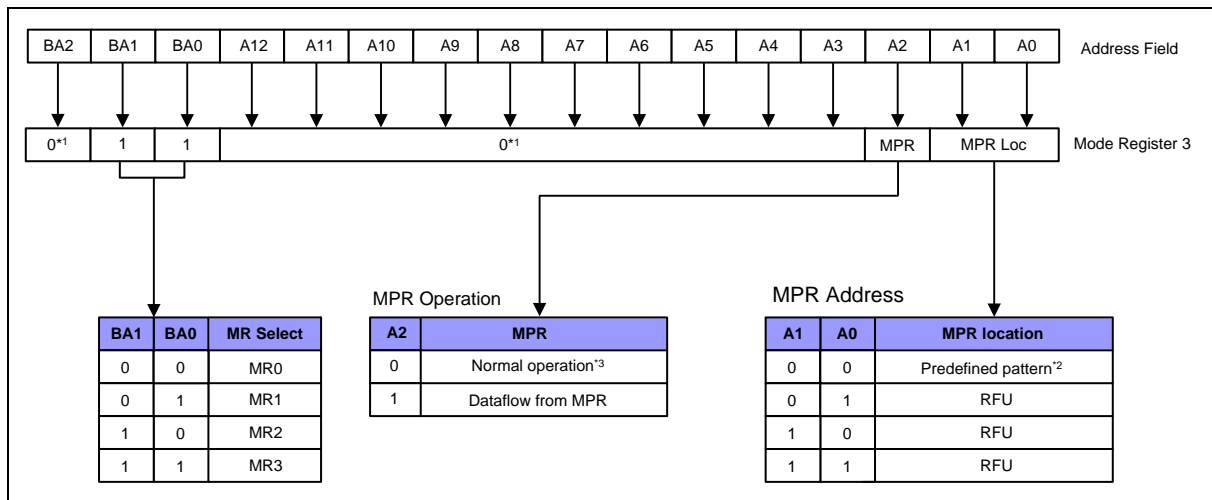 BA2 BA1 BA0 A12 A11 A10 A9 A8 A7 A6 A5 A4 A3 A2 A1 A0 Address Field
0*1 1 1 0*1 MPR MPR Loc Mode Register 3
MPR Operation
MPR Address
BA1 BA0 MR Select
0 0 MR0
0 1 MR1
1 0 MR2
1 1 MR3
A2 MPR
0 Normal operation*3
1 Dataflow from MPR
A1 A0 MPR location
0 0 Predefined pattern*2
0 1 RFU
1 0 RFU
1 1 RFU